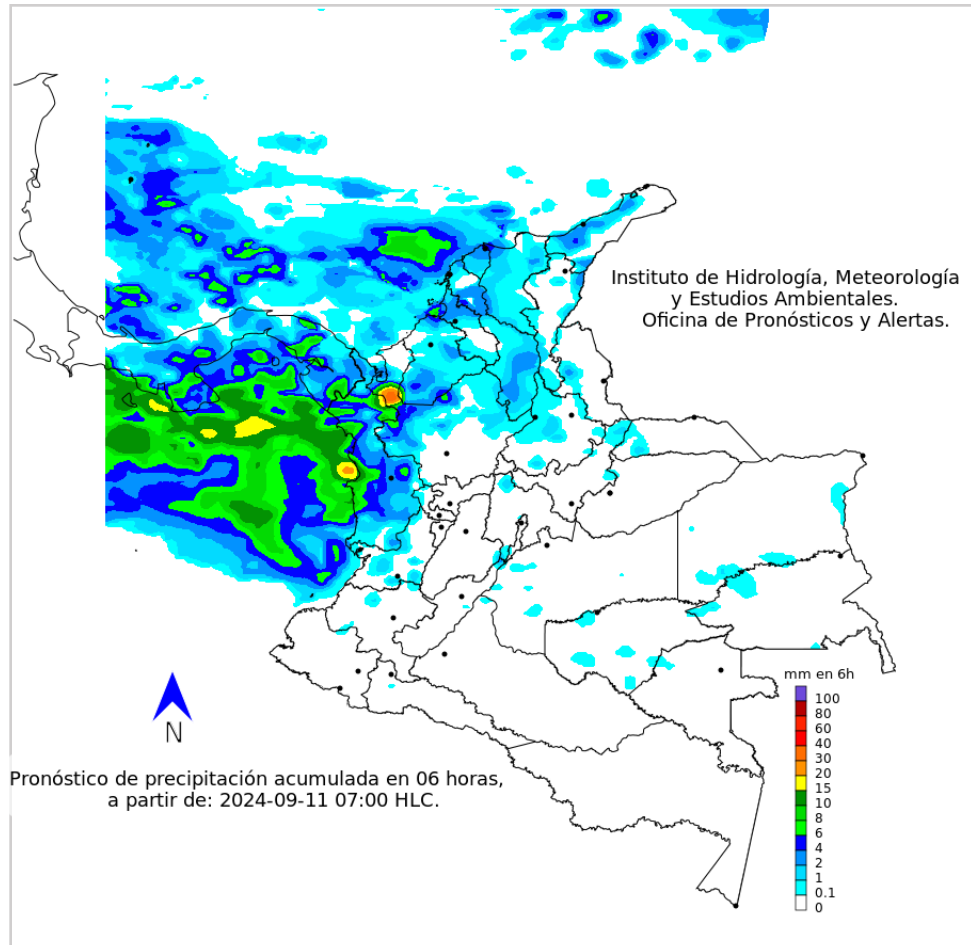 Instituto de Hidrología, Meteorología
y Estudios Ambientales.
Oficina de Pronósticos y Alertas.
mm en 6h
100
80
60
40
30
20
15
10
8
6
4
2
1
0.1
0
N
Pronóstico de precipitación acumulada en 06 horas,
a partir de: 2024-09-11 07:00 HLC.